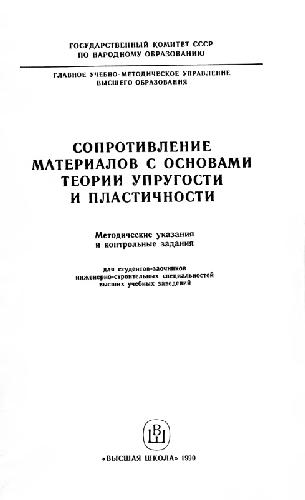 ГОСУДАРСТВЕННЫЙ КОМИТЕТ СССР
ПО НАРОДНОМУ ОБРАЗОВАНИЮ
ГЛАВНОЕ УЧЕБНО-МЕТОДИЧЕСКОЕ УПРАВЛЕНИЕ
ВЫСШЕГО ОБРАЗОВАНИЯ
СОПРОТИВЛЕНИЕ
МАТЕРИАЛОВ С ОСНОВАМИ
ТЕОРИИ УПРУГОСТИ
И ПЛАСТИЧНОСТИ
Методические указания
и контрольные задания
для студентов-заочников
инженерно-строительных специальностей
высших учебных заведений
ВШ
«ВЫСШАЯ ШКОЛА» 1990